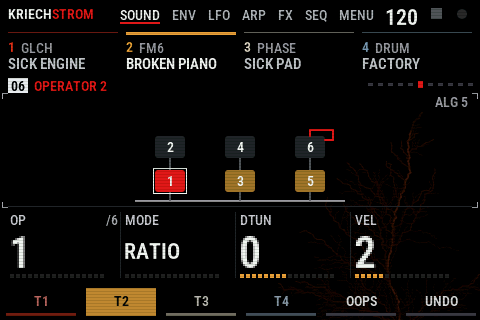 KRIECHSTROM SOUND ENV LFO ARP FX SEQ MENU 120
1 GLCH 2 FM6 3 PHASE 4 DRUM
SICK ENGINE BROKEN PIANO SICK PAD FACTORY
06 OPERATOR 2
ALG 5
2 4 6
1 3 5
OP /6 MODE DTUN VEL
1 RATIO 0 2
T1 T2 T3 T4 OOPS UNDO